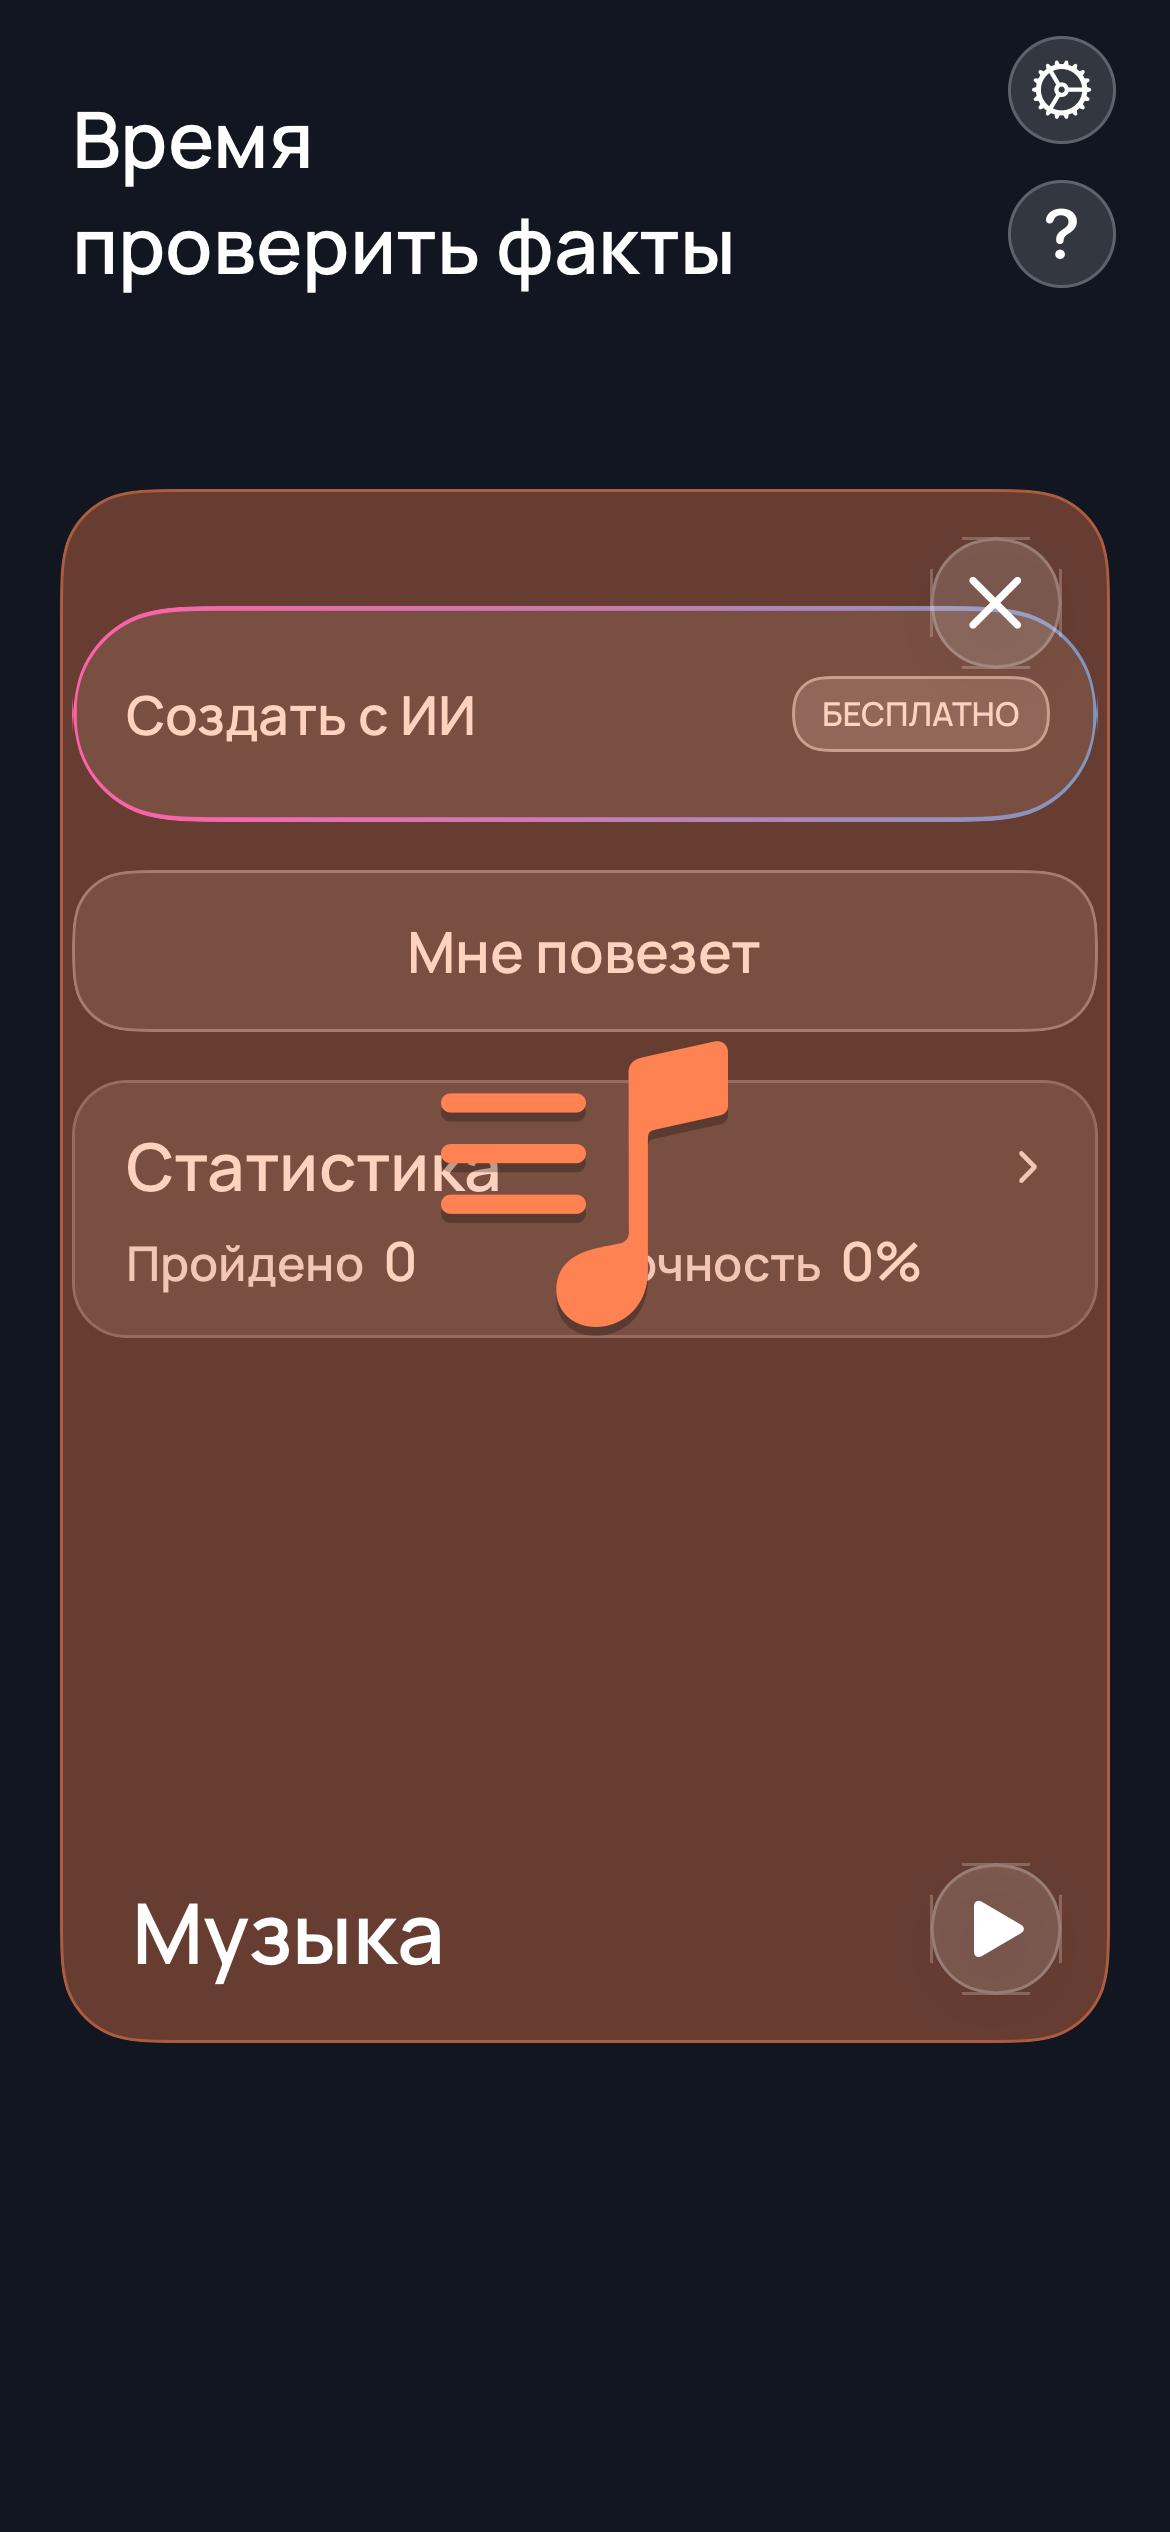 Время
проверить факты
Создать с ИИ БЕСПЛАТНО
Мне повезет
Статистика
Пройдено 0 0%
Музыка